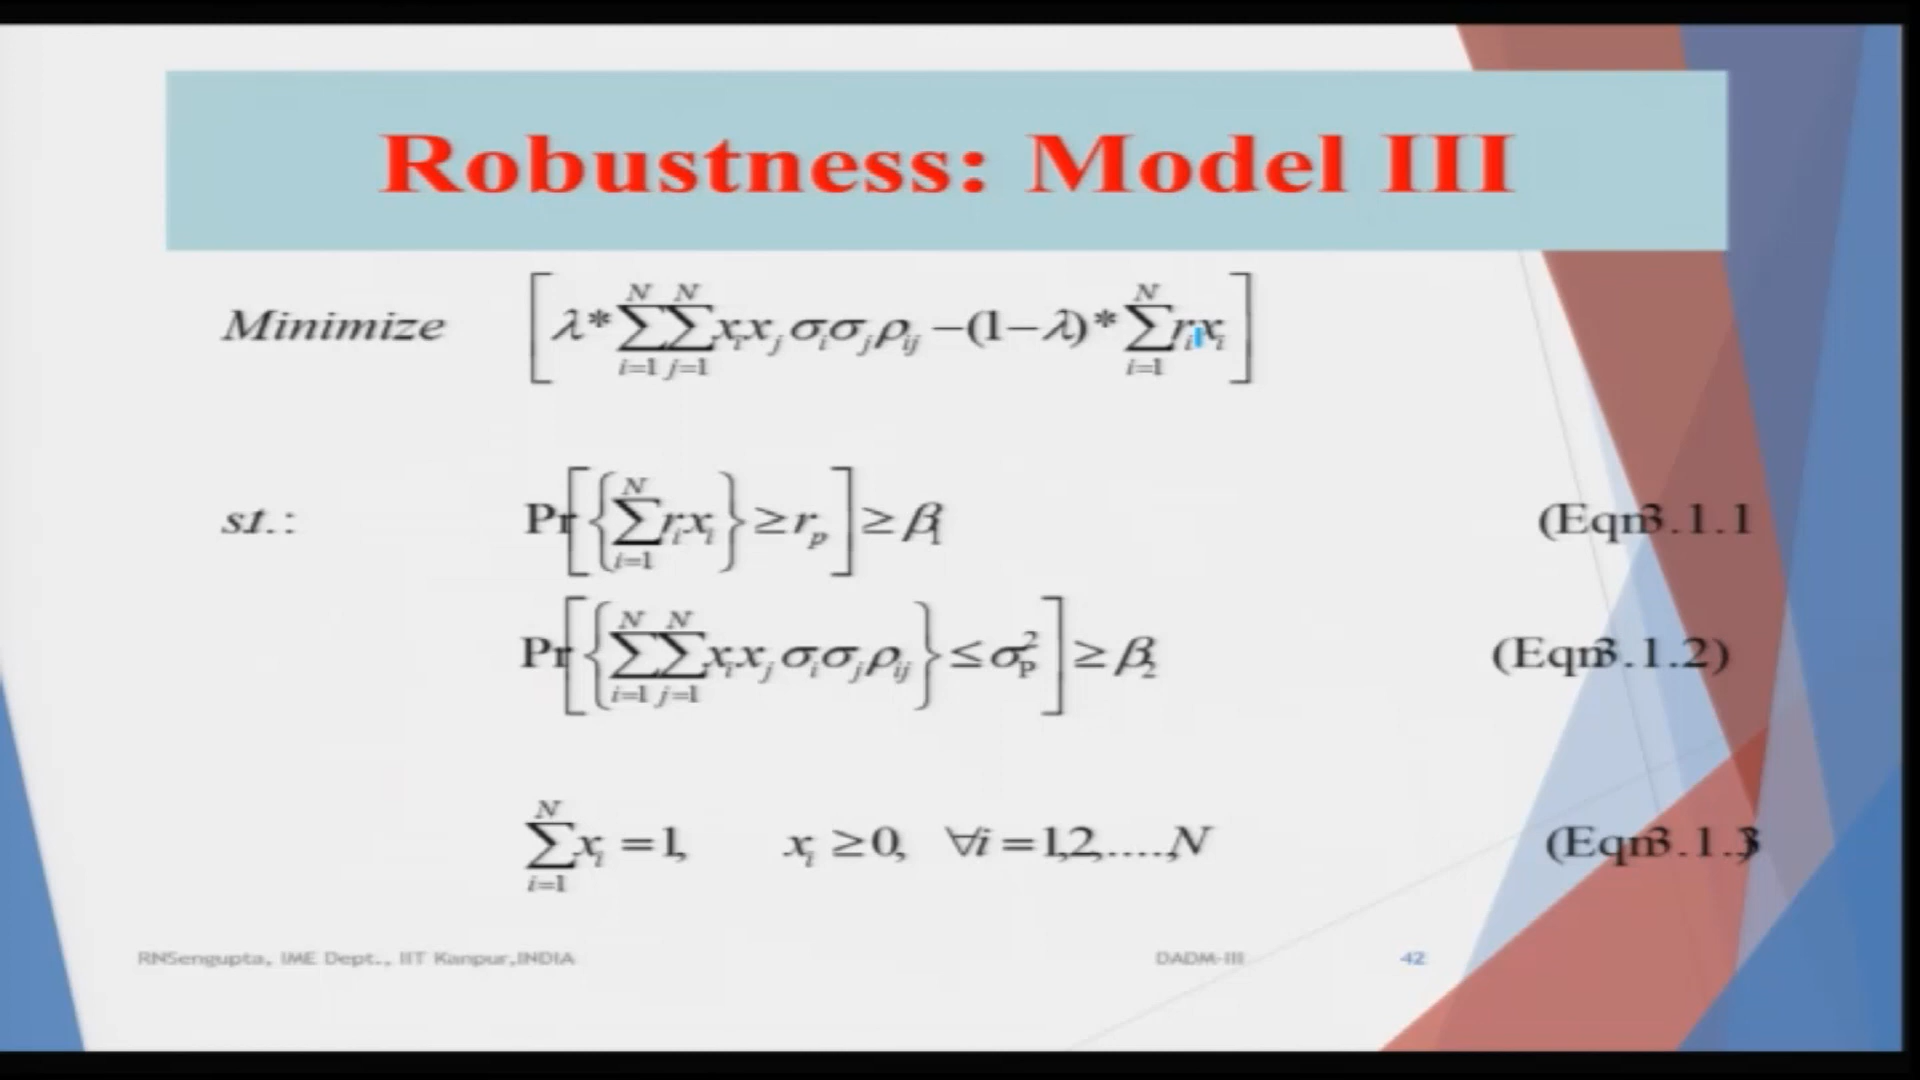 Robustness: Model III
Minimize [λ* ∑_{i=1}^{N} ∑_{j=1}^{N} x_i x_j σ_i σ_j ρ_ij −(1−λ)* ∑_{i=1}^{N} r_i x_i]
s.t.: Pr[{∑_{i=1}^{N} r_i x_i} ≥ r_p] ≥ β_1 (Eqn3.1.1
Pr[{∑_{i=1}^{N} ∑_{j=1}^{N} x_i x_j σ_i σ_j ρ_ij} ≤ σ_P^2] ≥ β_2 (Eqn3.1.2)
∑_{i=1}^{N} x_i = 1, x_i ≥ 0, ∀i = 1,2,....,N (Eqn3.1.3
RNSengupta, IME Dept., IIT Kanpur,INDIA DADM-III 42